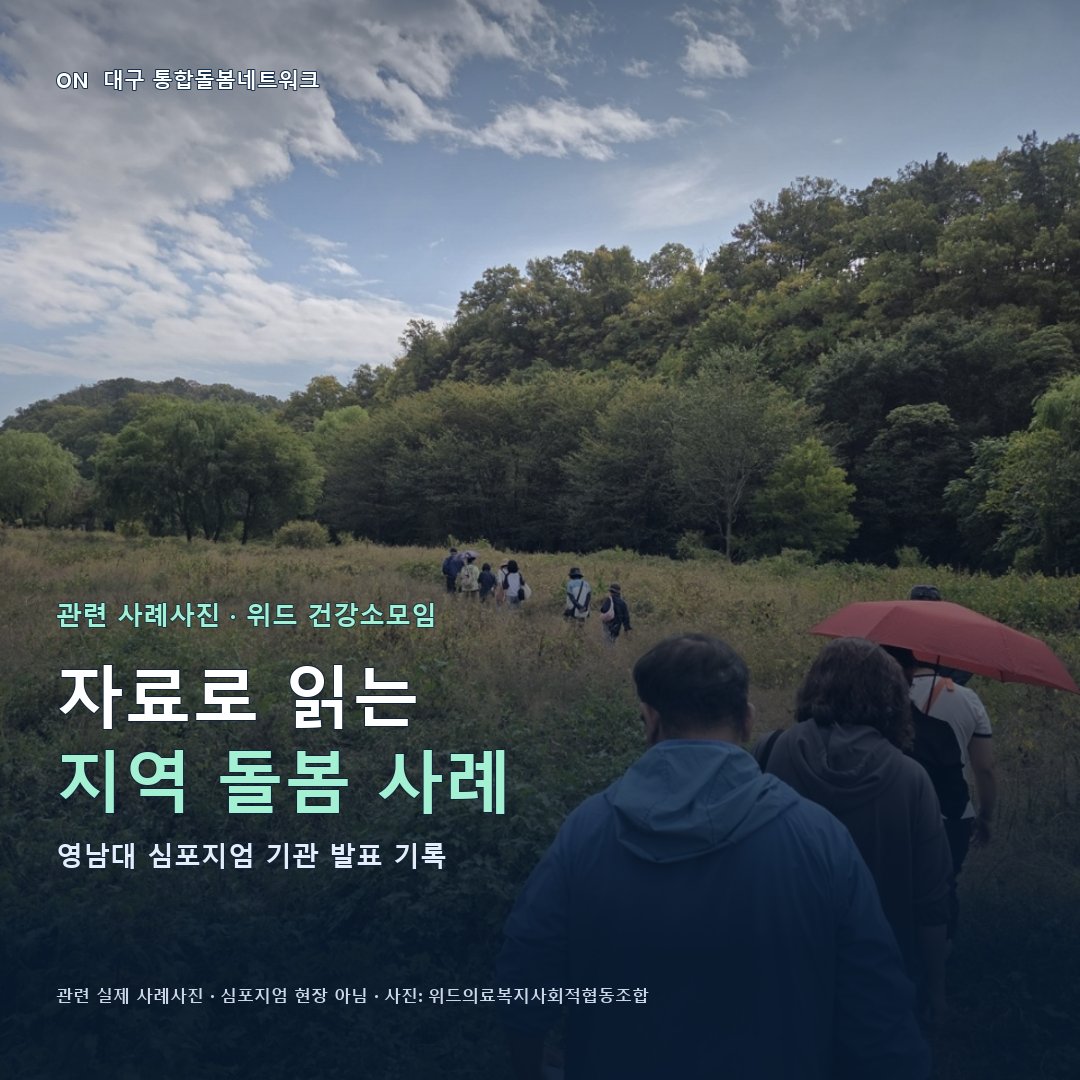 ON 대구 통합돌봄네트워크
관련 사례사진 · 위드 건강소모임
자료로 읽는
지역 돌봄 사례
영남대 심포지엄 기관 발표 기록
관련 실제 사례사진 · 심포지엄 현장 아님 · 사진: 위드의료복지사회적협동조합